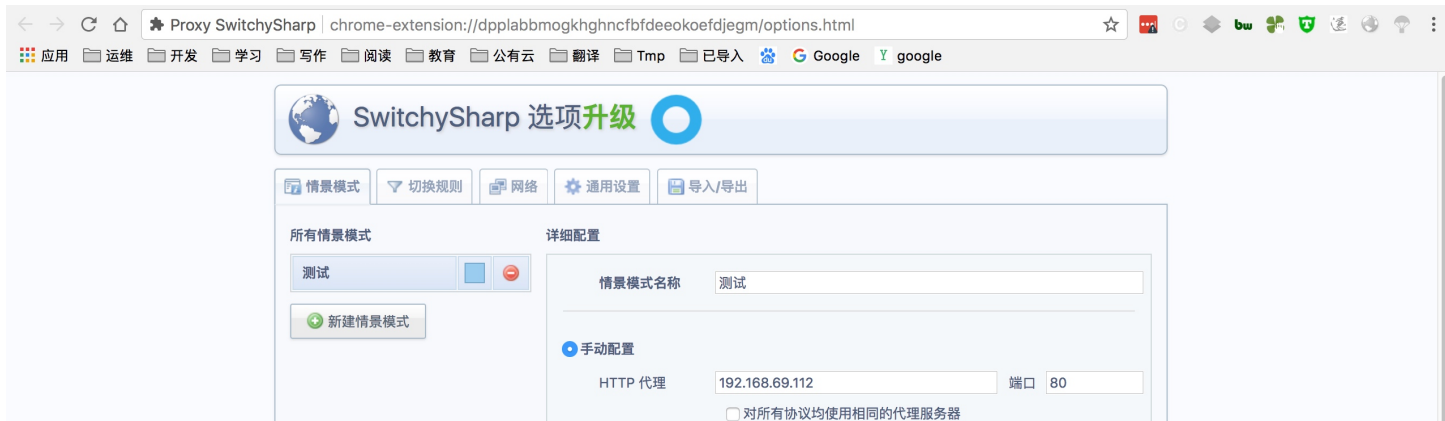 Proxy SwitchySharp | chrome-extension://dpplabbmogkhghncfbfdeeokoefdjegm/options.html
应用 运维 开发 学习 写作 阅读 教育 公有云 翻译 Tmp 已导入 Google google
SwitchySharp 选项升级
情景模式 切换规则 网络 通用设置 导入/导出
所有情景模式 详细配置
测试
情景模式名称 测试
新建情景模式
手动配置
HTTP 代理 192.168.69.112 端口 80
对所有协议均使用相同的代理服务器